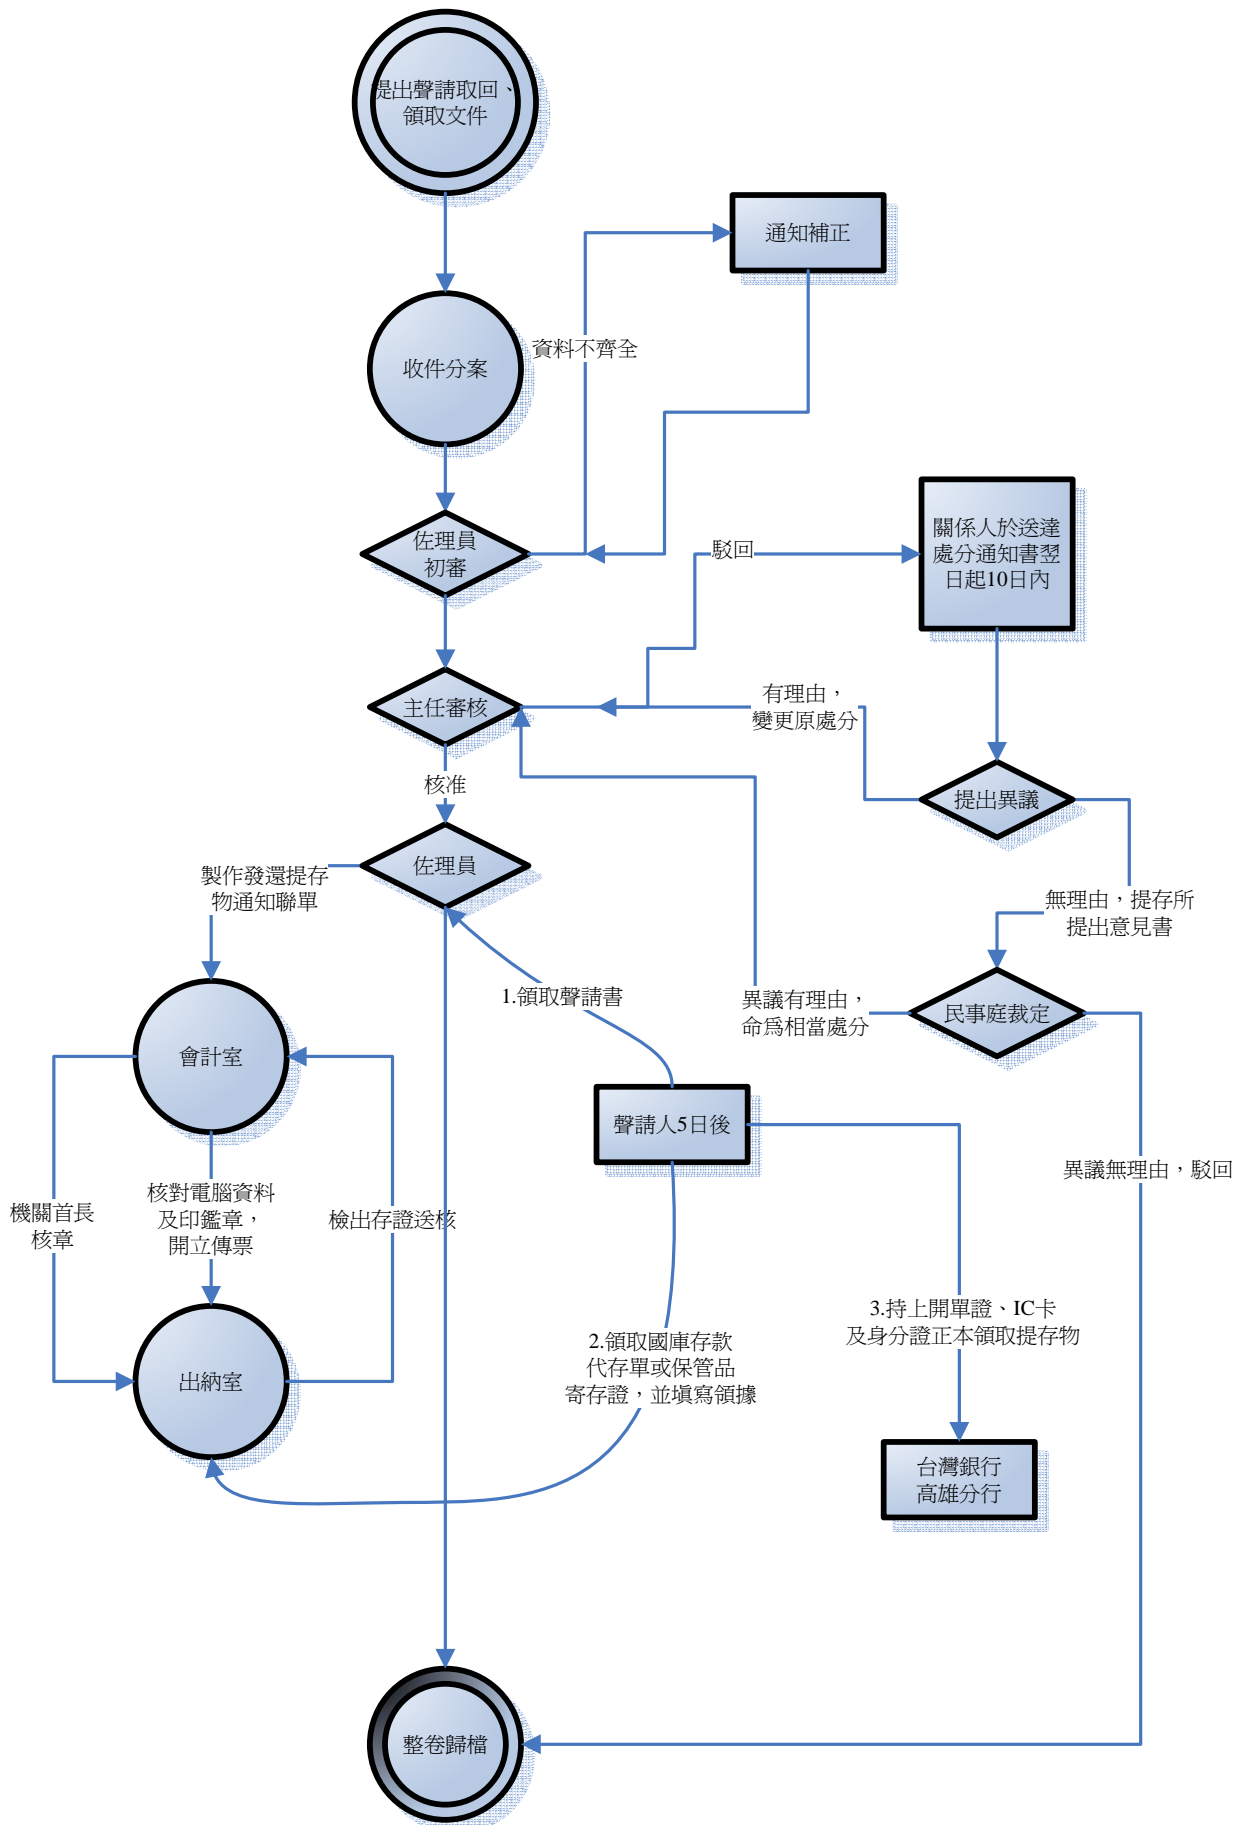 提出聲請取回、
領取文件
通知補正
資料不齊全
收件分案
佐理員
初審
駁回
關係人於送達
處分通知書翌
日起10日內
主任審核
有理由，
變更原處分
核准
提出異議
佐理員
製作發還提存
物通知聯單
無理由，提存所
提出意見書
1.領取聲請書
異議有理由，
命為相當處分
民事庭裁定
會計室
聲請人5日後
異議無理由，駁回
機關首長
核章
核對電腦資料
及印鑑章，
開立傳票
檢出存證送核
3.持上開單證、IC卡
及身分證正本領取提存物
2.領取國庫存款
代存單或保管品
寄存證，並填寫領據
出納室
台灣銀行
高雄分行
整卷歸檔